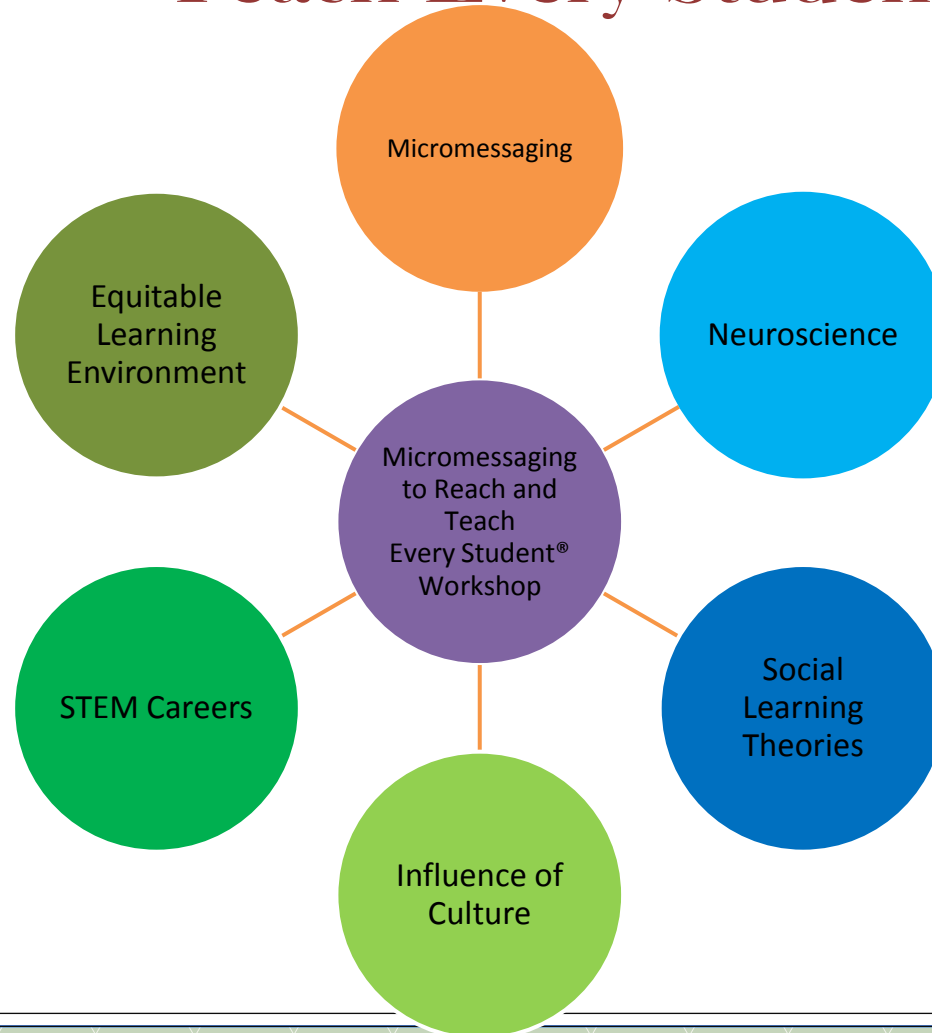 Micromessaging
Equitable
Learning
Environment
Neuroscience
Micromessaging
to Reach and
Teach
Every Student®
Workshop
STEM Careers
Social
Learning
Theories
Influence of
Culture